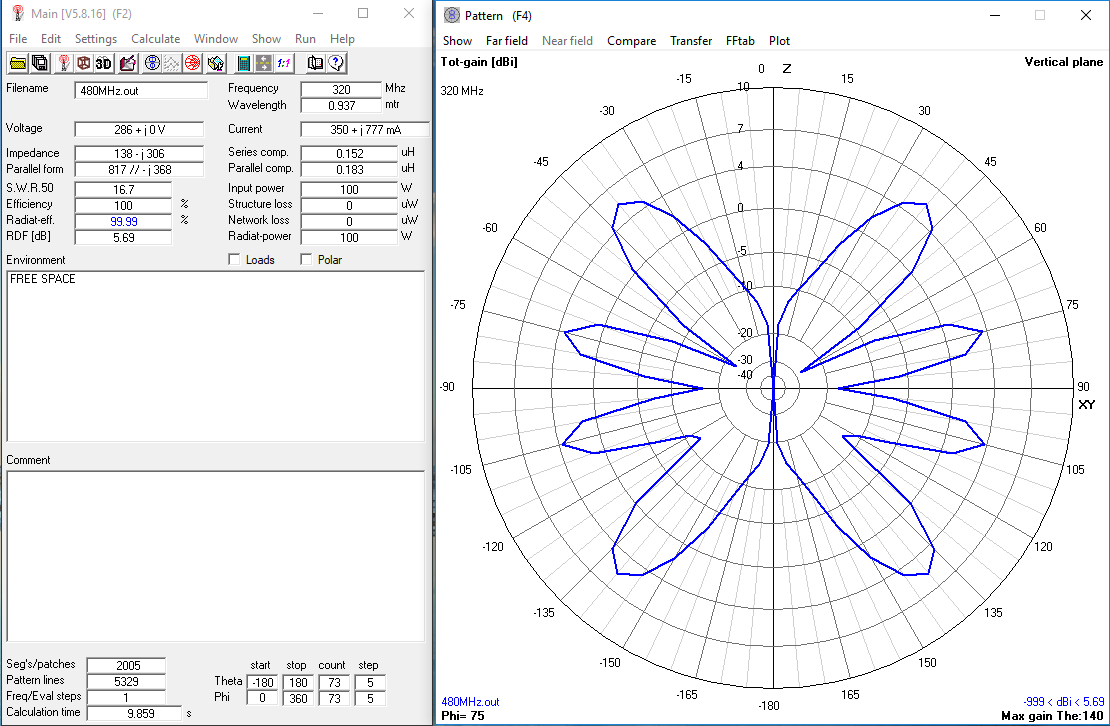 Main [V5.8.16] (F2)
File Edit Settings Calculate Window Show Run Help
3D 1:1
Filename 480MHz.out Frequency 320 Mhz
Wavelength 0.937 mtr
Voltage 286 + j 0 V Current 350 + j 777 mA
Impedance 138 - j 306 Series comp. 0.152 uH
Parallel form 817 // - j 368 Parallel comp. 0.183 uH
S.W.R.50 16.7 Input power 100 W
Efficiency 100 % Structure loss 0 uW
Radiat-eff. 99.99 % Network loss 0 uW
RDF [dB] 5.69 Radiat-power 100 W
Environment Loads Polar
FREE SPACE
Comment
Seg's/patches 2005 start stop count step
Pattern lines 5329 Theta -180 180 73 5
Freq/Eval steps 1 Phi 0 360 73 5
Calculation time 9.859 s
Pattern (F4)
Show Far field Near field Compare Transfer FFtab Plot
Tot-gain [dBi] Vertical plane
320 MHz
0 Z
-15 15
10
-30 30
7
-45 45
4
0
-60 60
-5
-10
-75 75
-20
-30
-40
-90 90
XY
-105 105
-120 120
-135 135
-150 150
-165 165
-180
480MHz.out -999 < dBi < 5.69
Phi= 75 Max gain The:140